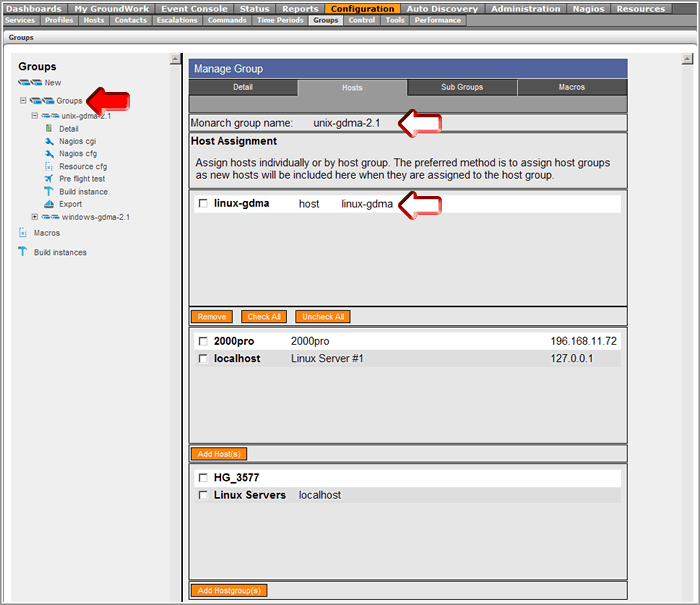 Dashboards My GroundWork Event Console Status Reports Configuration Auto Discovery Administration Nagios Resources
Services Profiles Hosts Contacts Escalations Commands Time Periods Groups Control Tools Performance
Groups
Groups
New
Groups
unix-gdma-2.1
Detail
Nagios cgi
Nagios cfg
Resource cfg
Pre flight test
Build instance
Export
windows-gdma-2.1
Macros
Build instances
Manage Group
Detail Hosts Sub Groups Macros
Monarch group name: unix-gdma-2.1
Host Assignment
Assign hosts individually or by host group. The preferred method is to assign host groups
as new hosts will be included here when they are assigned to the host group.
linux-gdma host linux-gdma
Remove Check All Uncheck All
2000pro 2000pro 196.168.11.72
localhost Linux Server #1 127.0.0.1
Add Host(s)
HG_3577
Linux Servers localhost
Add Hostgroup(s)